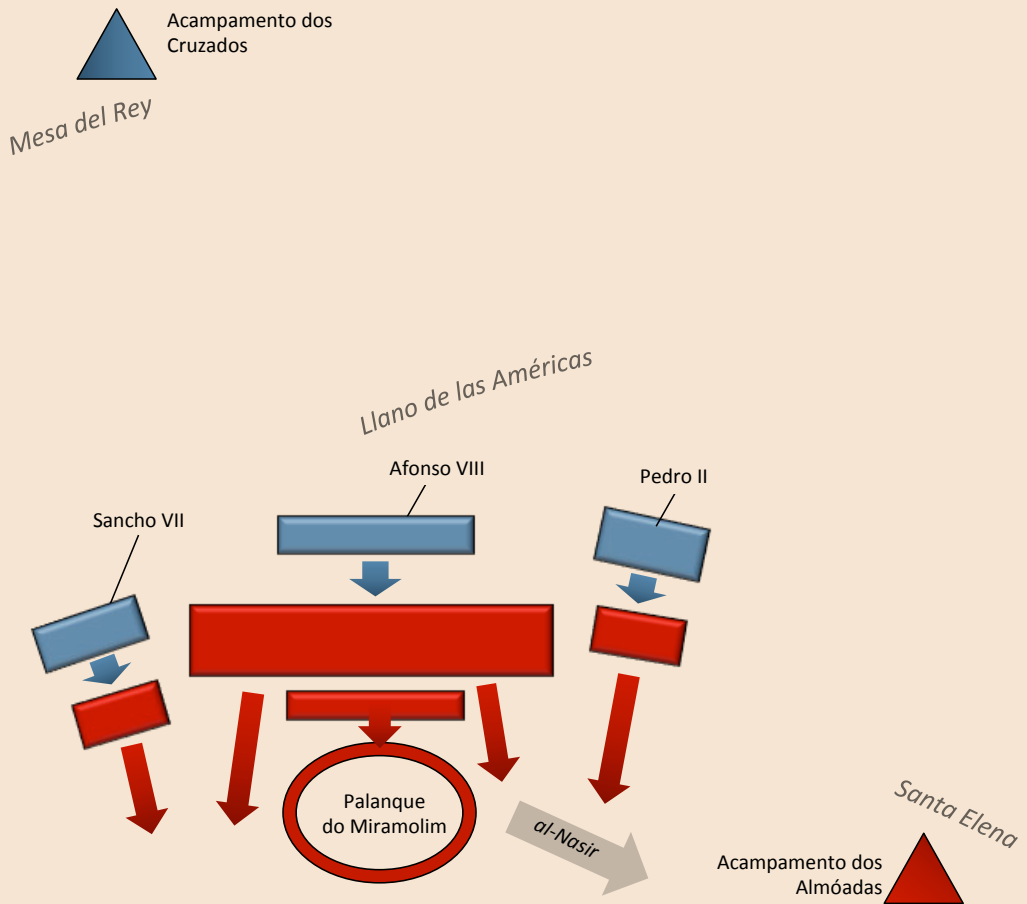 Acampamento dos
Cruzados
Mesa del Rey
Llano de las Américas
Afonso VIII
Pedro II
Sancho VII
Palanque
do Miramolim
al-Nasir
Santa Elena
Acampamento dos
Almóadas